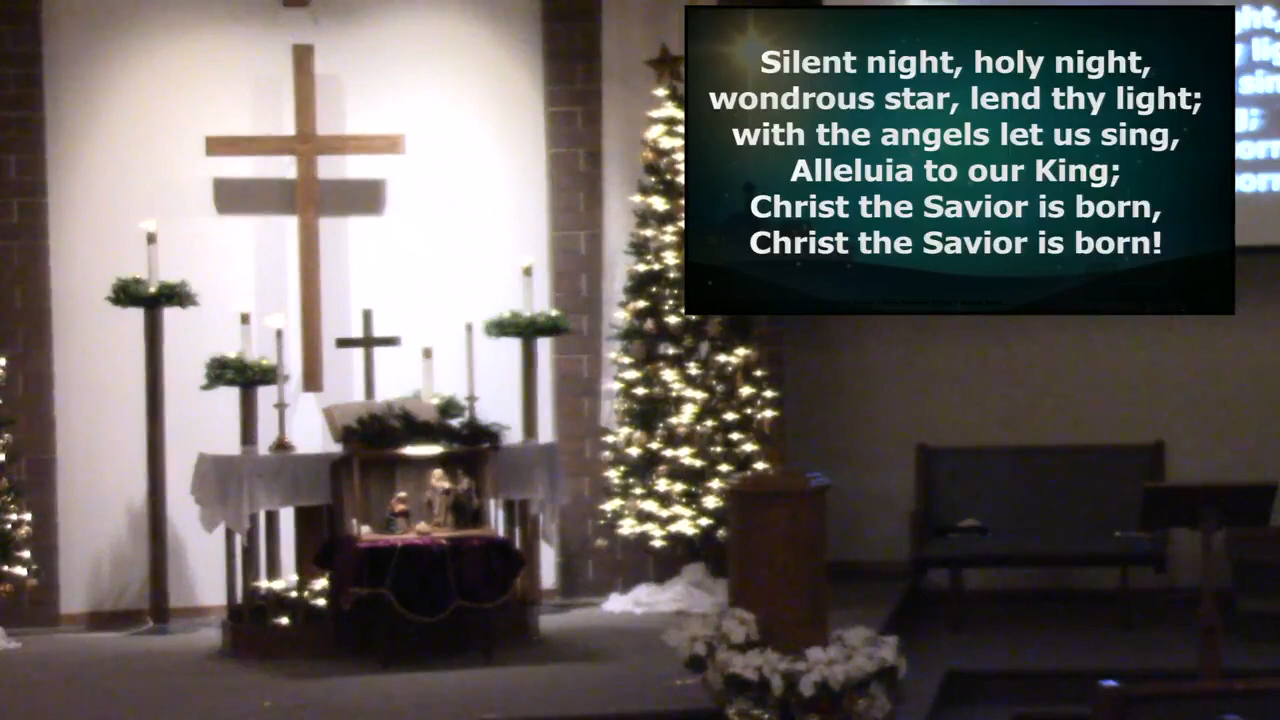 Silent night, holy night,
wondrous star, lend thy light;
with the angels let us sing,
Alleluia to our King;
Christ the Savior is born,
Christ the Savior is born!